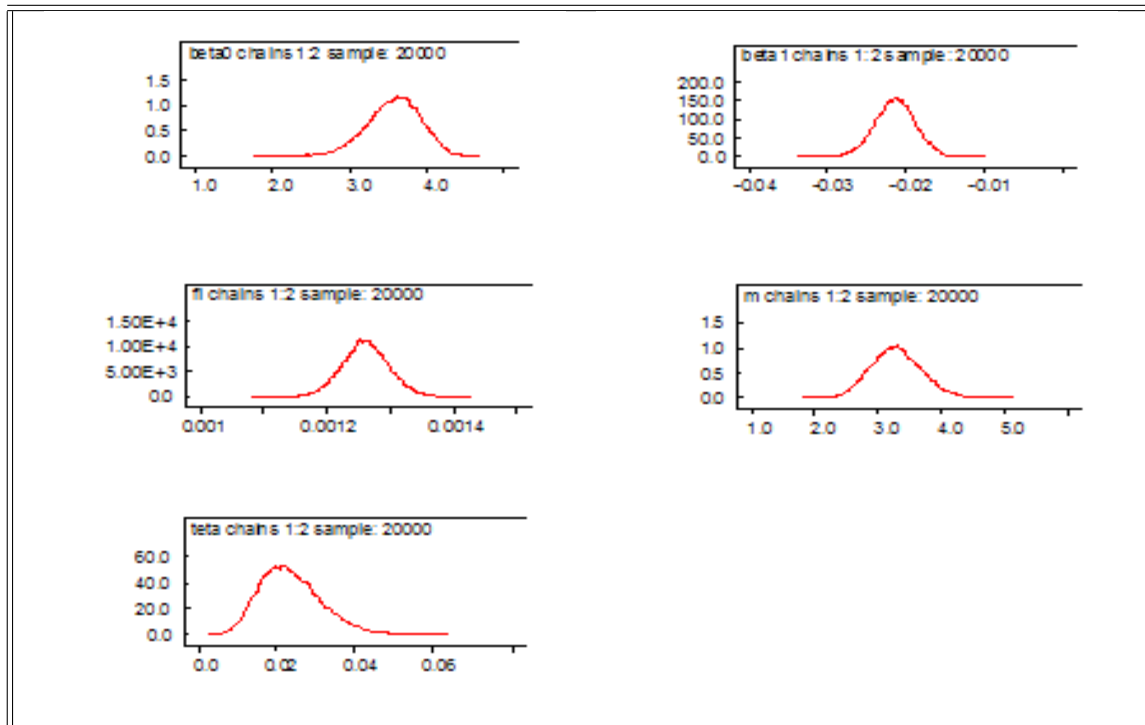 beta0 chains 1:2 sample: 20000
1.5
1.0
0.5
0.0
1.0 2.0 3.0 4.0
beta1 chains 1:2 sample: 20000
200.0
150.0
100.0
50.0
0.0
-0.04 -0.03 -0.02 -0.01
fi chains 1:2 sample: 20000
1.50E+4
1.00E+4
5.00E+3
0.0
0.001 0.0012 0.0014
m chains 1:2 sample: 20000
1.5
1.0
0.5
0.0
1.0 2.0 3.0 4.0 5.0
teta chains 1:2 sample: 20000
60.0
40.0
20.0
0.0
0.0 0.02 0.04 0.06